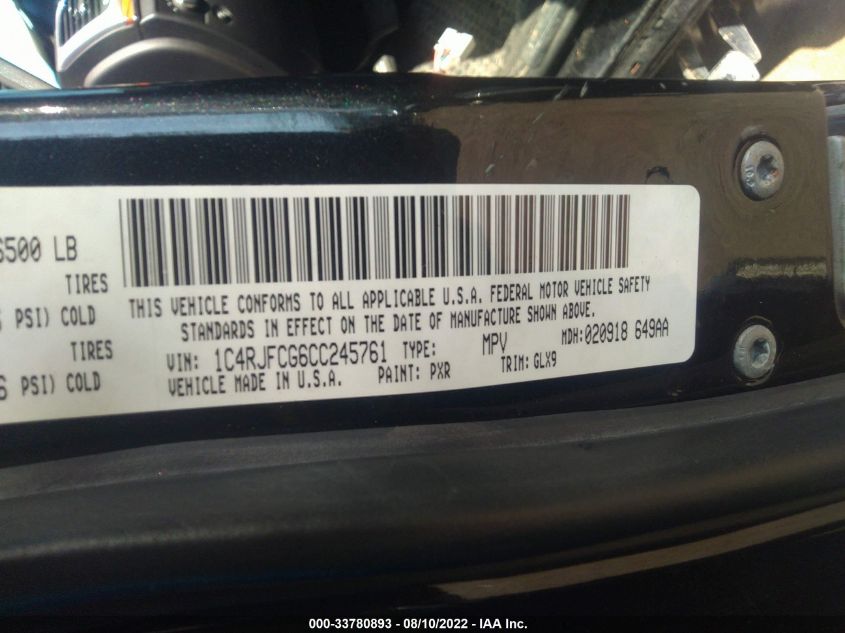 6500 LB
TIRES
PSI) COLD
TIRES
PSI) COLD
THIS VEHICLE CONFORMS TO ALL APPLICABLE U.S.A. FEDERAL MOTOR VEHICLE SAFETY
STANDARDS IN EFFECT ON THE DATE OF MANUFACTURE SHOWN ABOVE.
VIN: 1C4RJFCG6CC245761 TYPE: MPV MDH:020918 649AA
VEHICLE MADE IN U.S.A. PAINT: PXR TRIM: GLX9
000-33780893 — 08/10/2022 — IAA Inc.